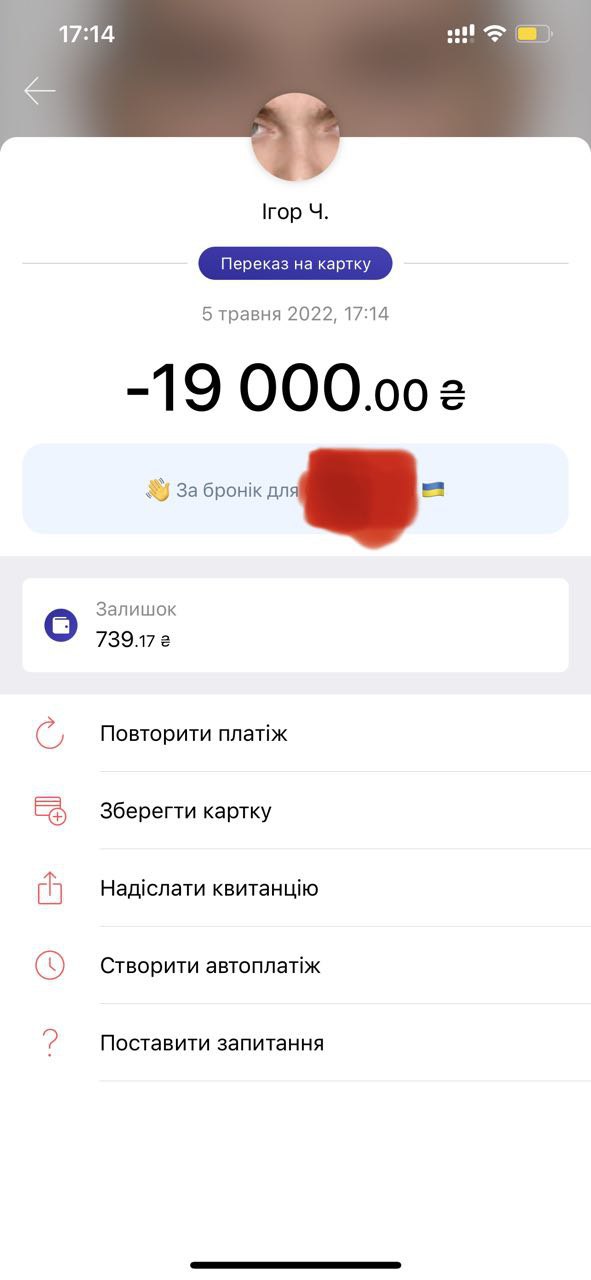 17:14
Ігор Ч.
Переказ на картку
5 травня 2022, 17:14
-19 000.00 ₴
👋 За бронік для 🇺🇦
Залишок
739.17 ₴
Повторити платіж
Зберегти картку
Надіслати квитанцію
Створити автоплатіж
Поставити запитання